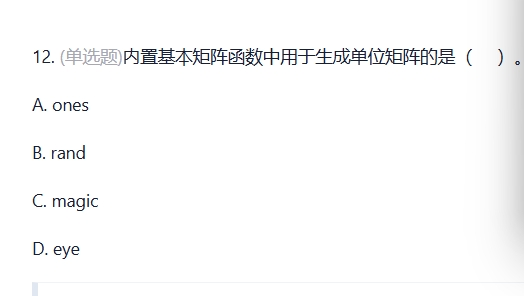 12. (单选题)内置基本矩阵函数中用于生成单位矩阵的是（　）。
A. ones
B. rand
C. magic
D. eye